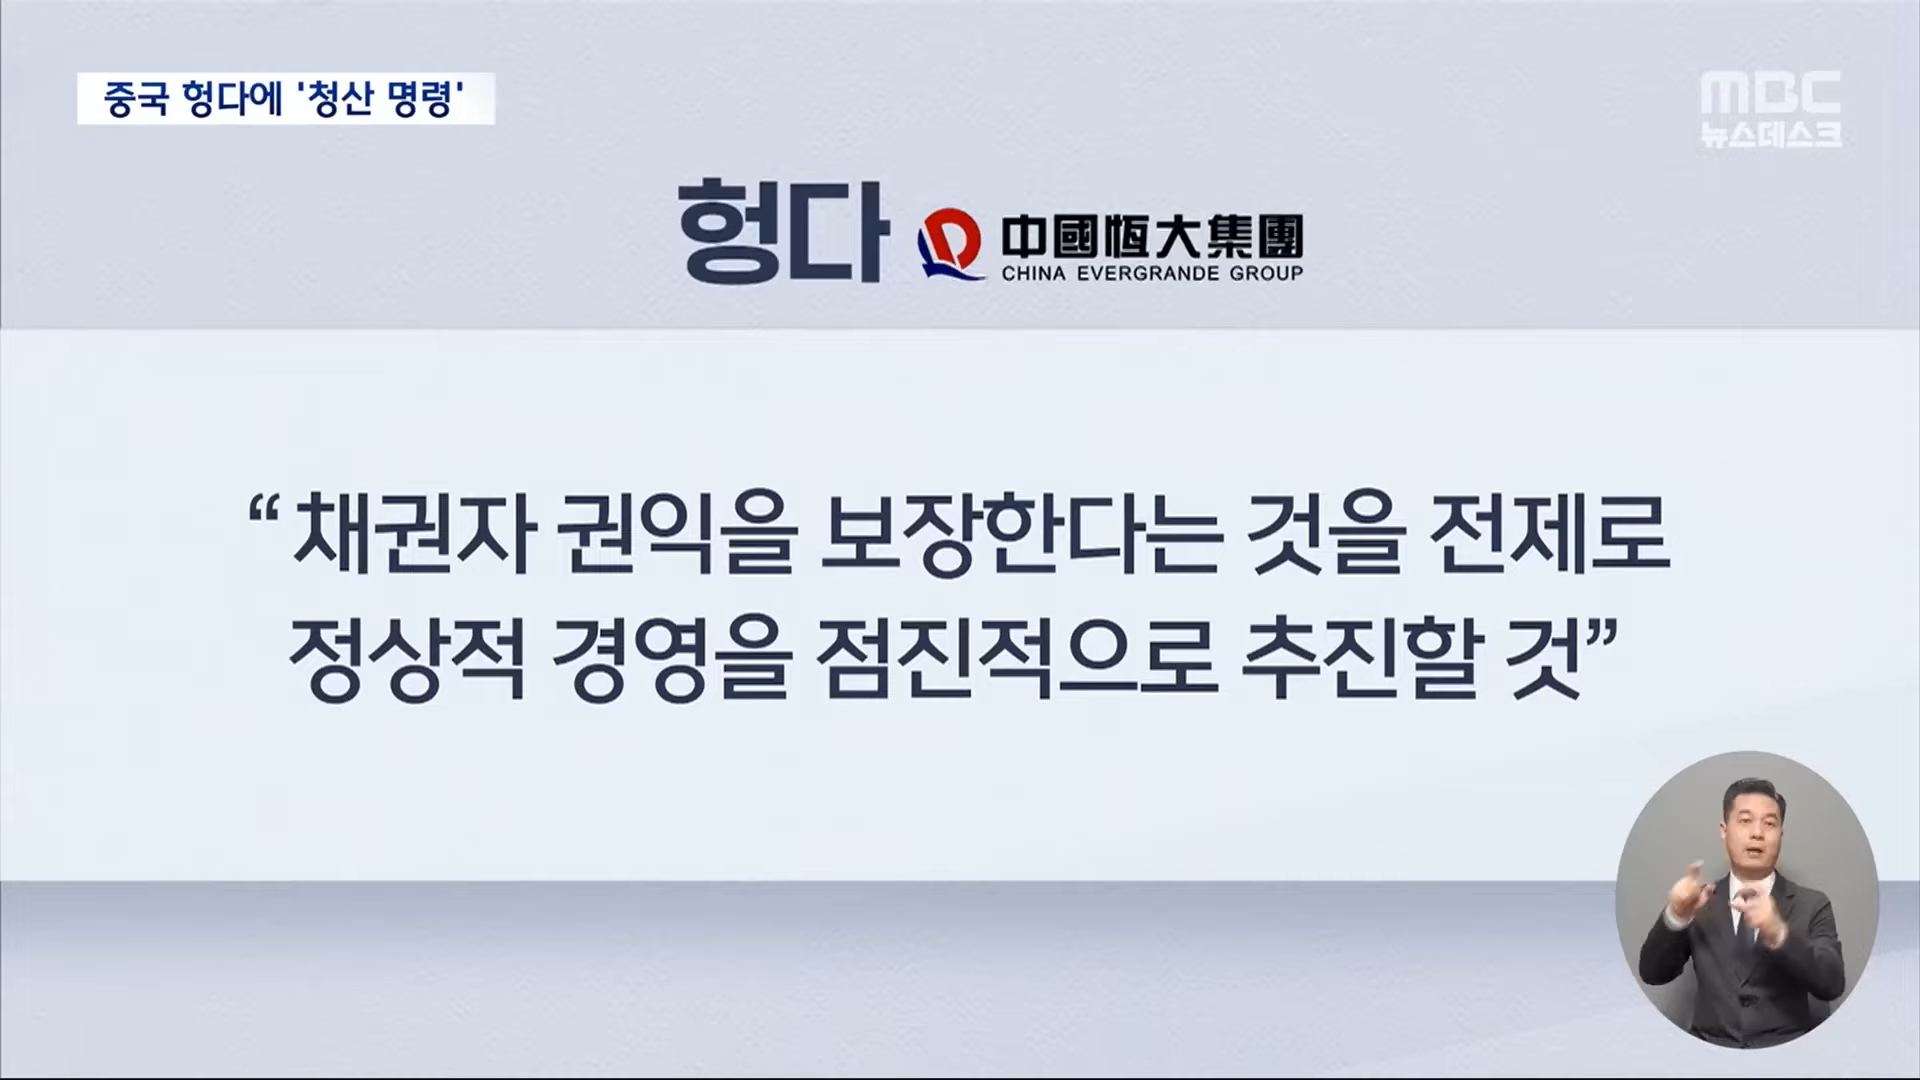 중국 헝다에 '청산 명령'
MBC
뉴스데스크
헝다
中國恆大集團
CHINA EVERGRANDE GROUP
“채권자 권익을 보장한다는 것을 전제로
정상적 경영을 점진적으로 추진할 것”